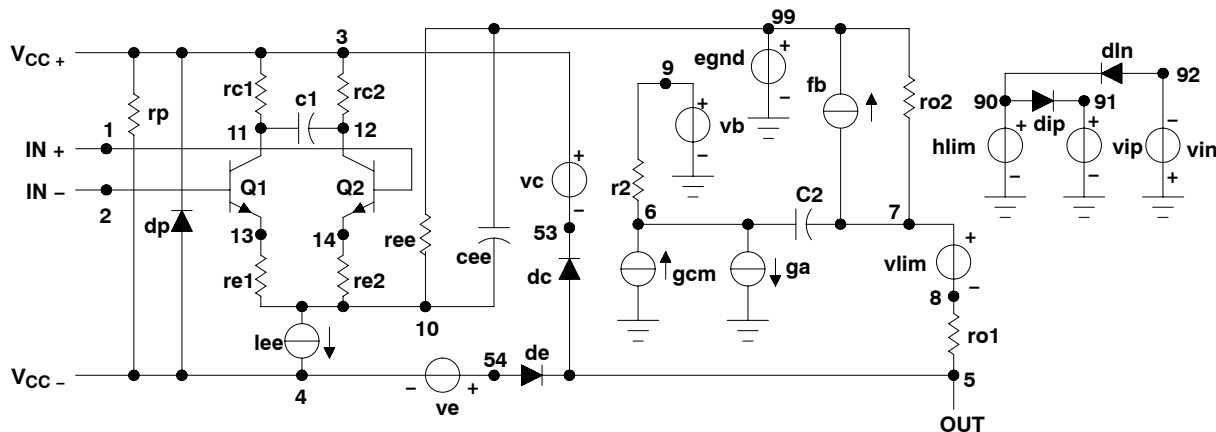 99
3
VCC +
egnd
+
fb
dln
92
9
rc1
c1
rc2
+
ro2
rp
−
90
91
−
11
12
vb
1
dip
+
+
−
hlim
vip
vin
IN +
+
−
−
+
Q1
Q2
vc
r2
C2
IN −
−
2
6
7
dp
53
13
14
ree
cee
+
gcm
ga
vlim
re1
re2
dc
−
8
10
lee
ro1
54
de
VCC −
4
−
+
5
ve
OUT